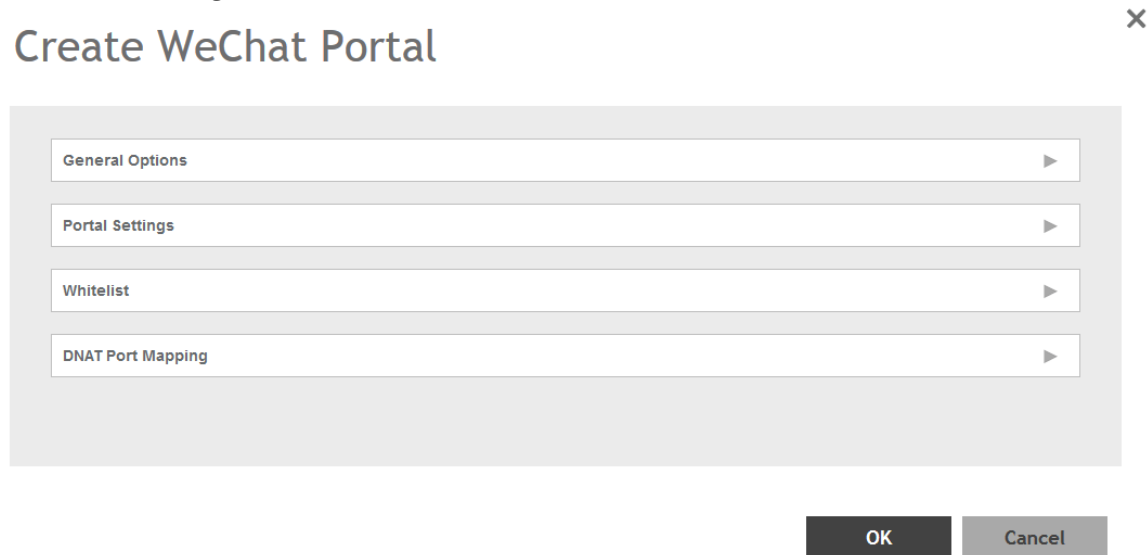 Create WeChat Portal
General Options
Portal Settings
Whitelist
DNAT Port Mapping
OK
Cancel